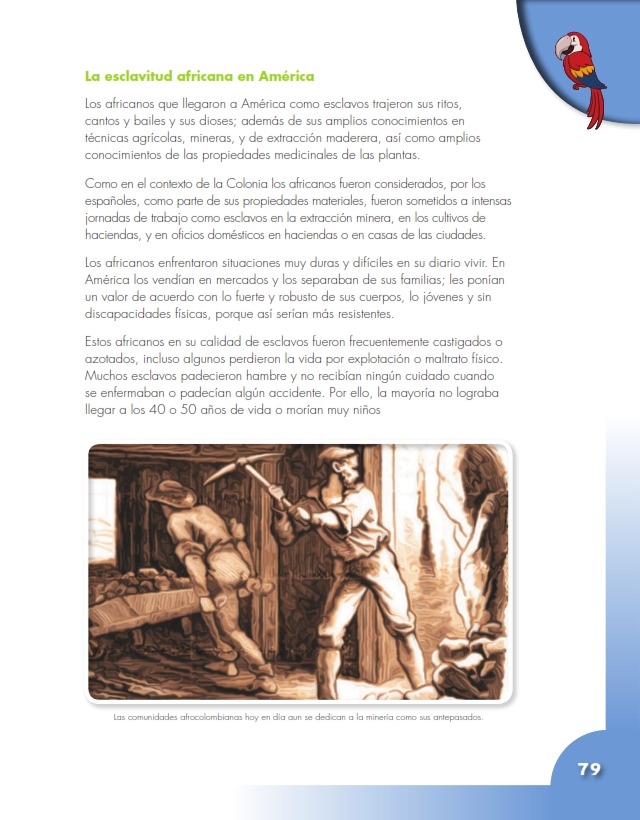 La esclavitud africana en América
Los africanos que llegaron a América como esclavos trajeron sus ritos,
cantos y bailes y sus dioses; además de sus amplios conocimientos en
técnicas agrícolas, mineras, y de extracción maderera, así como amplios
conocimientos de las propiedades medicinales de las plantas.
Como en el contexto de la Colonia los africanos fueron considerados, por los
españoles, como parte de sus propiedades materiales, fueron sometidos a intensas
jornadas de trabajo como esclavos en la extracción minera, en los cultivos de
haciendas, y en oficios domésticos en haciendas o en casas de las ciudades.
Los africanos enfrentaron situaciones muy duras y difíciles en su diario vivir. En
América los vendían en mercados y los separaban de sus familias; les ponían
un valor de acuerdo con lo fuerte y robusto de sus cuerpos, lo jóvenes y sin
discapacidades físicas, porque así serían más resistentes.
Estos africanos en su calidad de esclavos fueron frecuentemente castigados o
azotados, incluso algunos perdieron la vida por explotación o maltrato físico.
Muchos esclavos padecieron hambre y no recibían ningún cuidado cuando
se enfermaban o padecían algún accidente. Por ello, la mayoría no lograba
llegar a los 40 o 50 años de vida o morían muy niños
Las comunidades afrocolombianas hoy en día aun se dedican a la minería como sus antepasados.
79